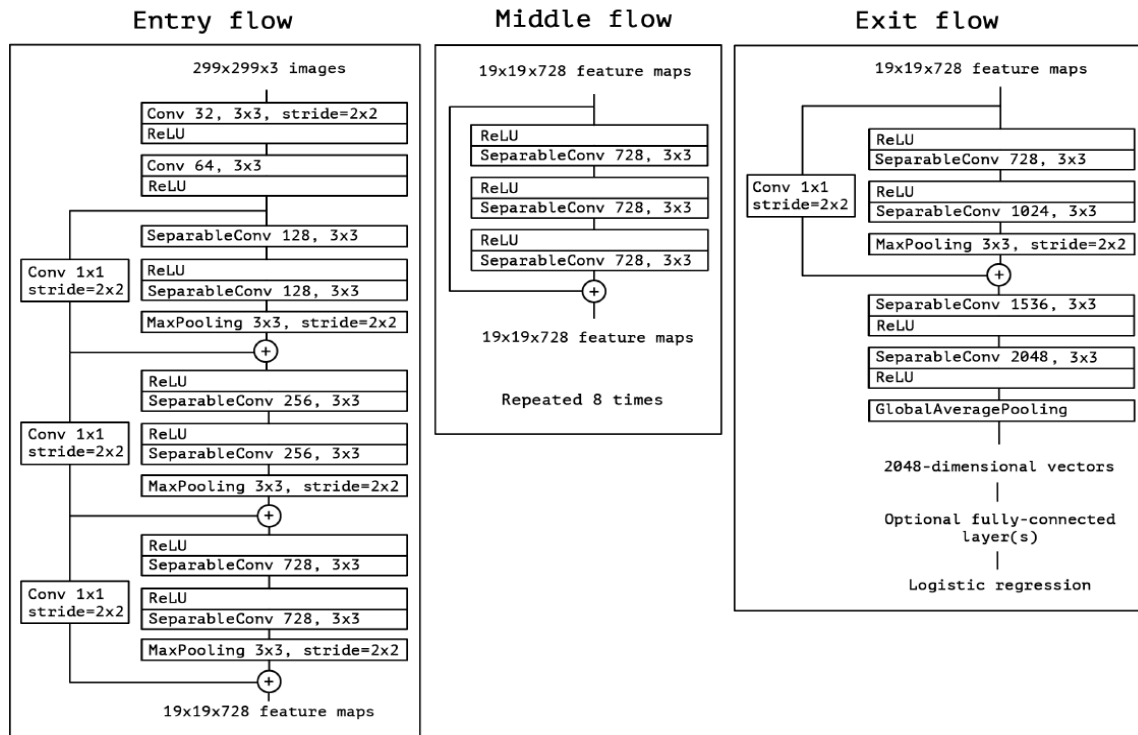 Entry flow
299x299x3 images
Conv 32, 3x3, stride=2x2
ReLU
Conv 64, 3x3
ReLU
SeparableConv 128, 3x3
Conv 1x1
stride=2x2
ReLU
SeparableConv 128, 3x3
MaxPooling 3x3, stride=2x2
+
ReLU
SeparableConv 256, 3x3
Conv 1x1
stride=2x2
ReLU
SeparableConv 256, 3x3
MaxPooling 3x3, stride=2x2
+
ReLU
SeparableConv 728, 3x3
Conv 1x1
stride=2x2
ReLU
SeparableConv 728, 3x3
MaxPooling 3x3, stride=2x2
+
19x19x728 feature maps
Middle flow
19x19x728 feature maps
ReLU
SeparableConv 728, 3x3
ReLU
SeparableConv 728, 3x3
ReLU
SeparableConv 728, 3x3
+
19x19x728 feature maps
Repeated 8 times
Exit flow
19x19x728 feature maps
ReLU
SeparableConv 728, 3x3
Conv 1x1
stride=2x2
ReLU
SeparableConv 1024, 3x3
MaxPooling 3x3, stride=2x2
+
SeparableConv 1536, 3x3
ReLU
SeparableConv 2048, 3x3
ReLU
GlobalAveragePooling
2048-dimensional vectors
Optional fully-connected
layer(s)
Logistic regression